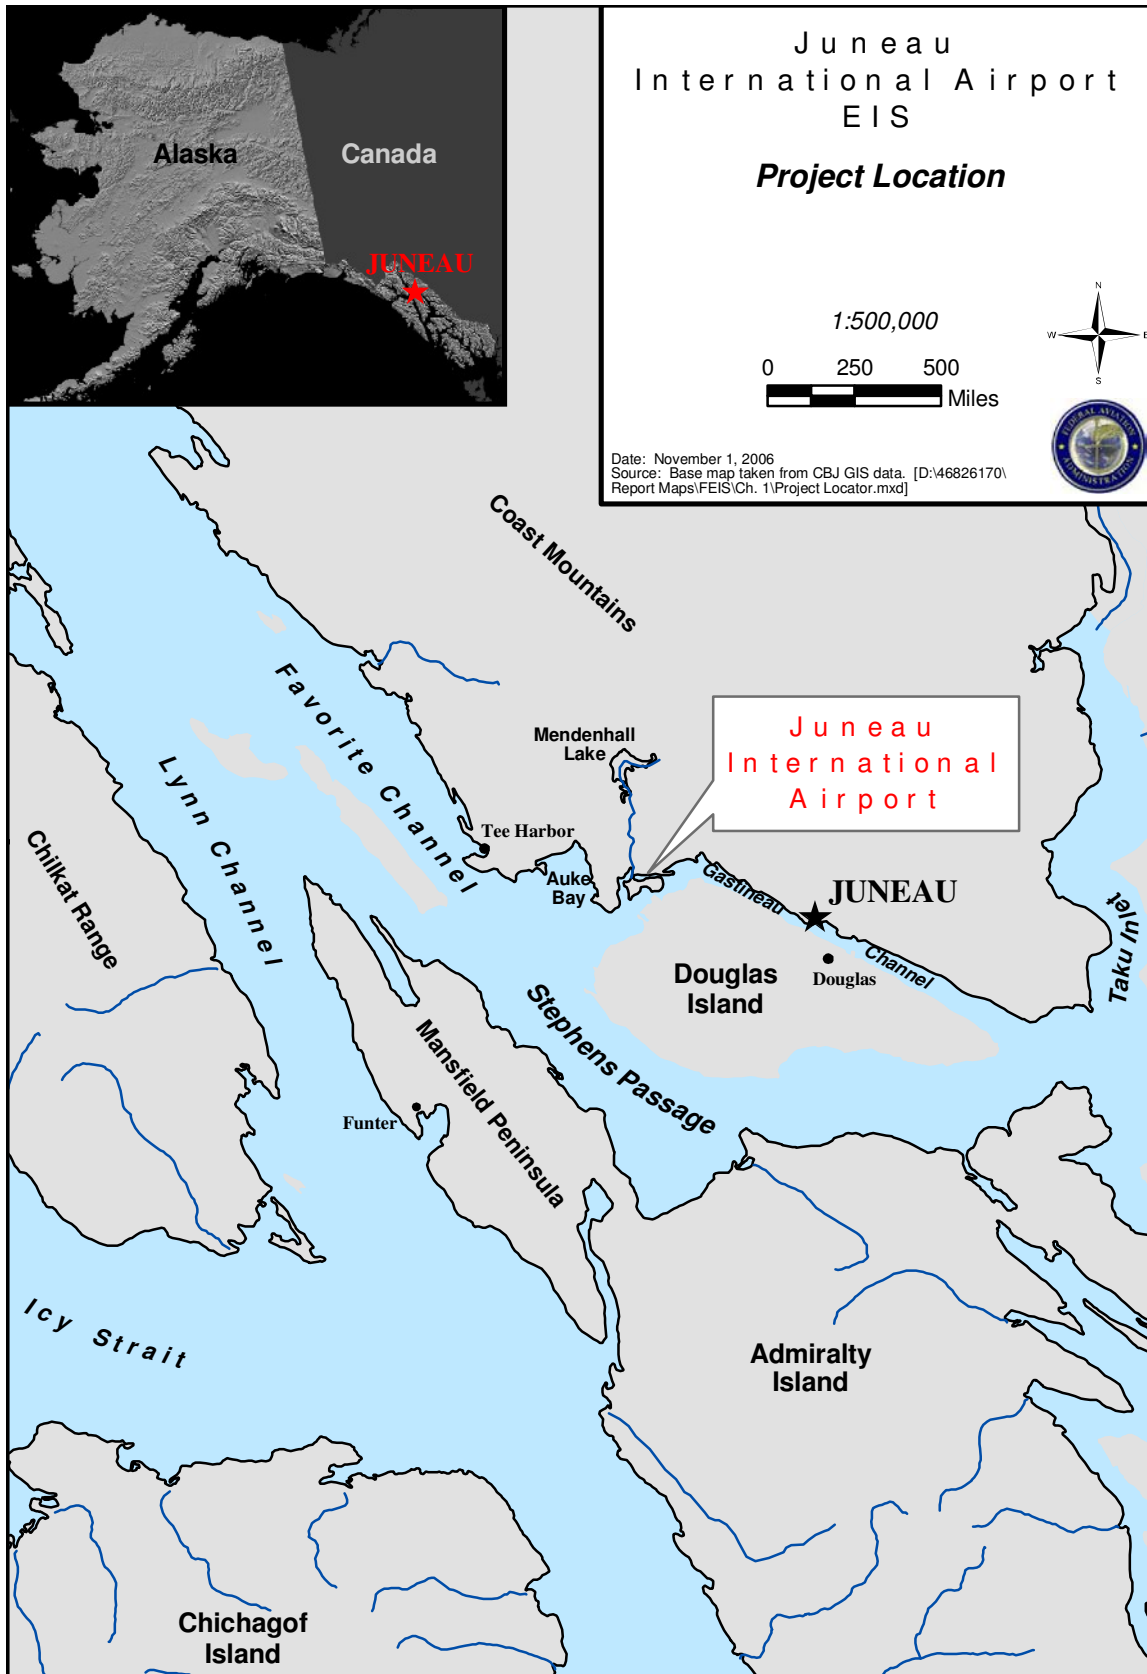 Juneau
International Airport
EIS
Project Location
1:500,000
0 250 500
Miles
N
W E
S
FEDERAL AVIATION
ADMINISTRATION
Date: November 1, 2006
Source: Base map taken from CBJ GIS data. [D:\46826170\
Report Maps\FEIS\Ch. 1\Project Locator.mxd]
Alaska
Canada
JUNEAU
Coast Mountains
Favorite Channel
Lynn Channel
Chilkat Range
Mendenhall
Lake
Juneau
International
Airport
Tee Harbor
Auke
Bay
Gastineau
Channel
JUNEAU
Douglas
Douglas
Island
Taku Inlet
Stephens Passage
Mansfield Peninsula
Funter
Icy Strait
Admiralty
Island
Chichagof
Island